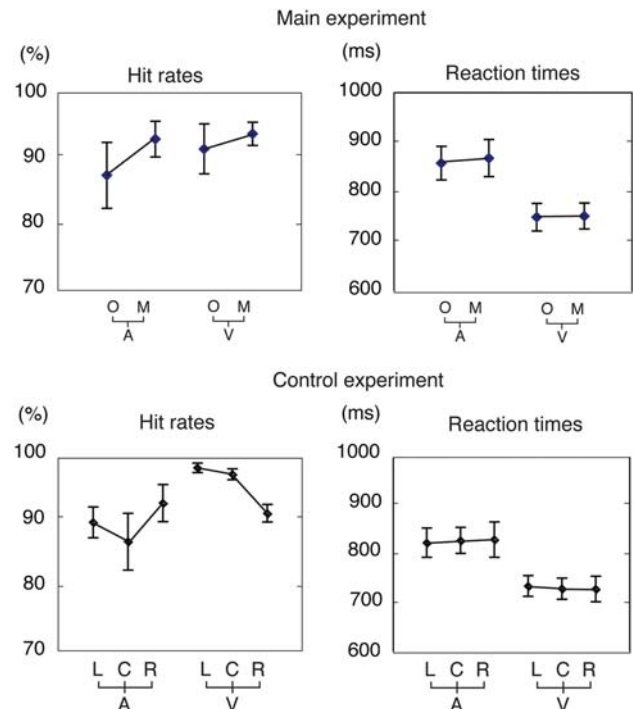 Main experiment
(%)
Hit rates
100
90
80
70
O M O M
A V
(ms)
Reaction times
1000
900
800
700
600
O M O M
A V
Control experiment
(%)
Hit rates
100
90
80
70
L C R L C R
A V
(ms)
Reaction times
1000
900
800
700
600
L C R L C R
A V